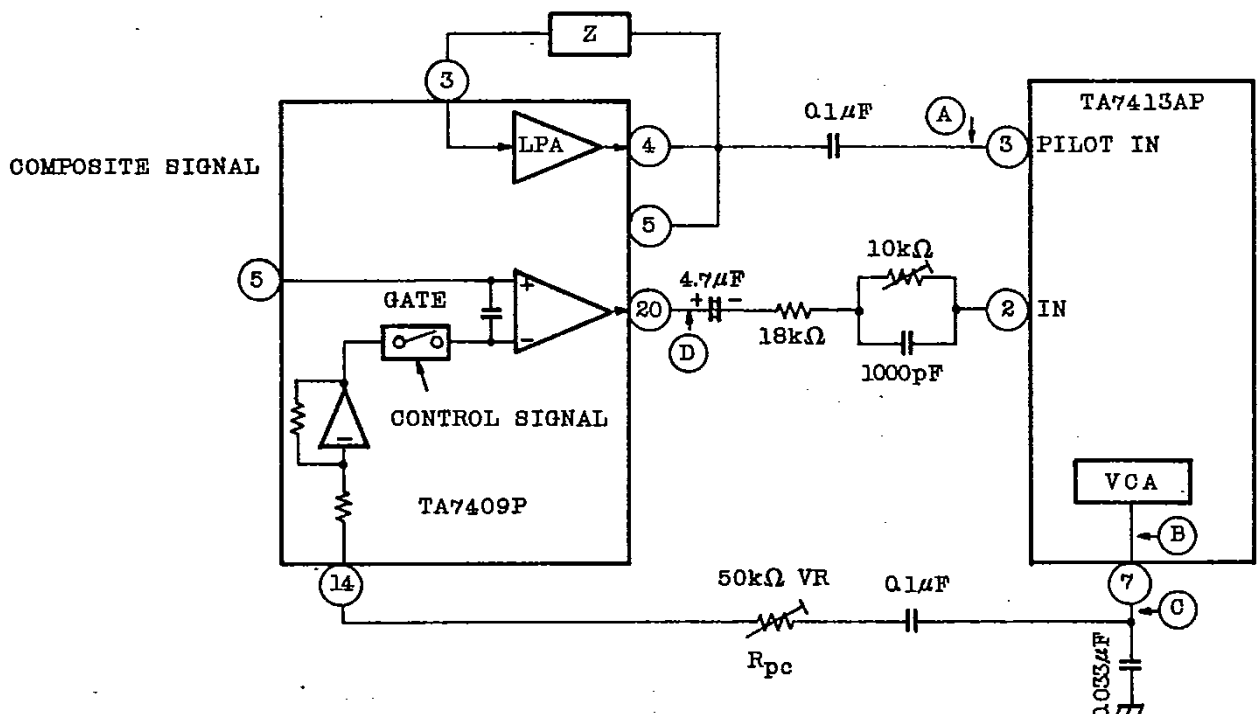 Z
3
TA7413AP
0.1μF
A
LPA
4
3
PILOT IN
COMPOSITE SIGNAL
5
10kΩ
5
4.7μF
GATE
+
+ -
20
2
IN
-
D
18kΩ
1000pF
CONTROL SIGNAL
-
VCA
TA7409P
B
14
50kΩ VR
0.1μF
7
C
Rpc
0.033μF